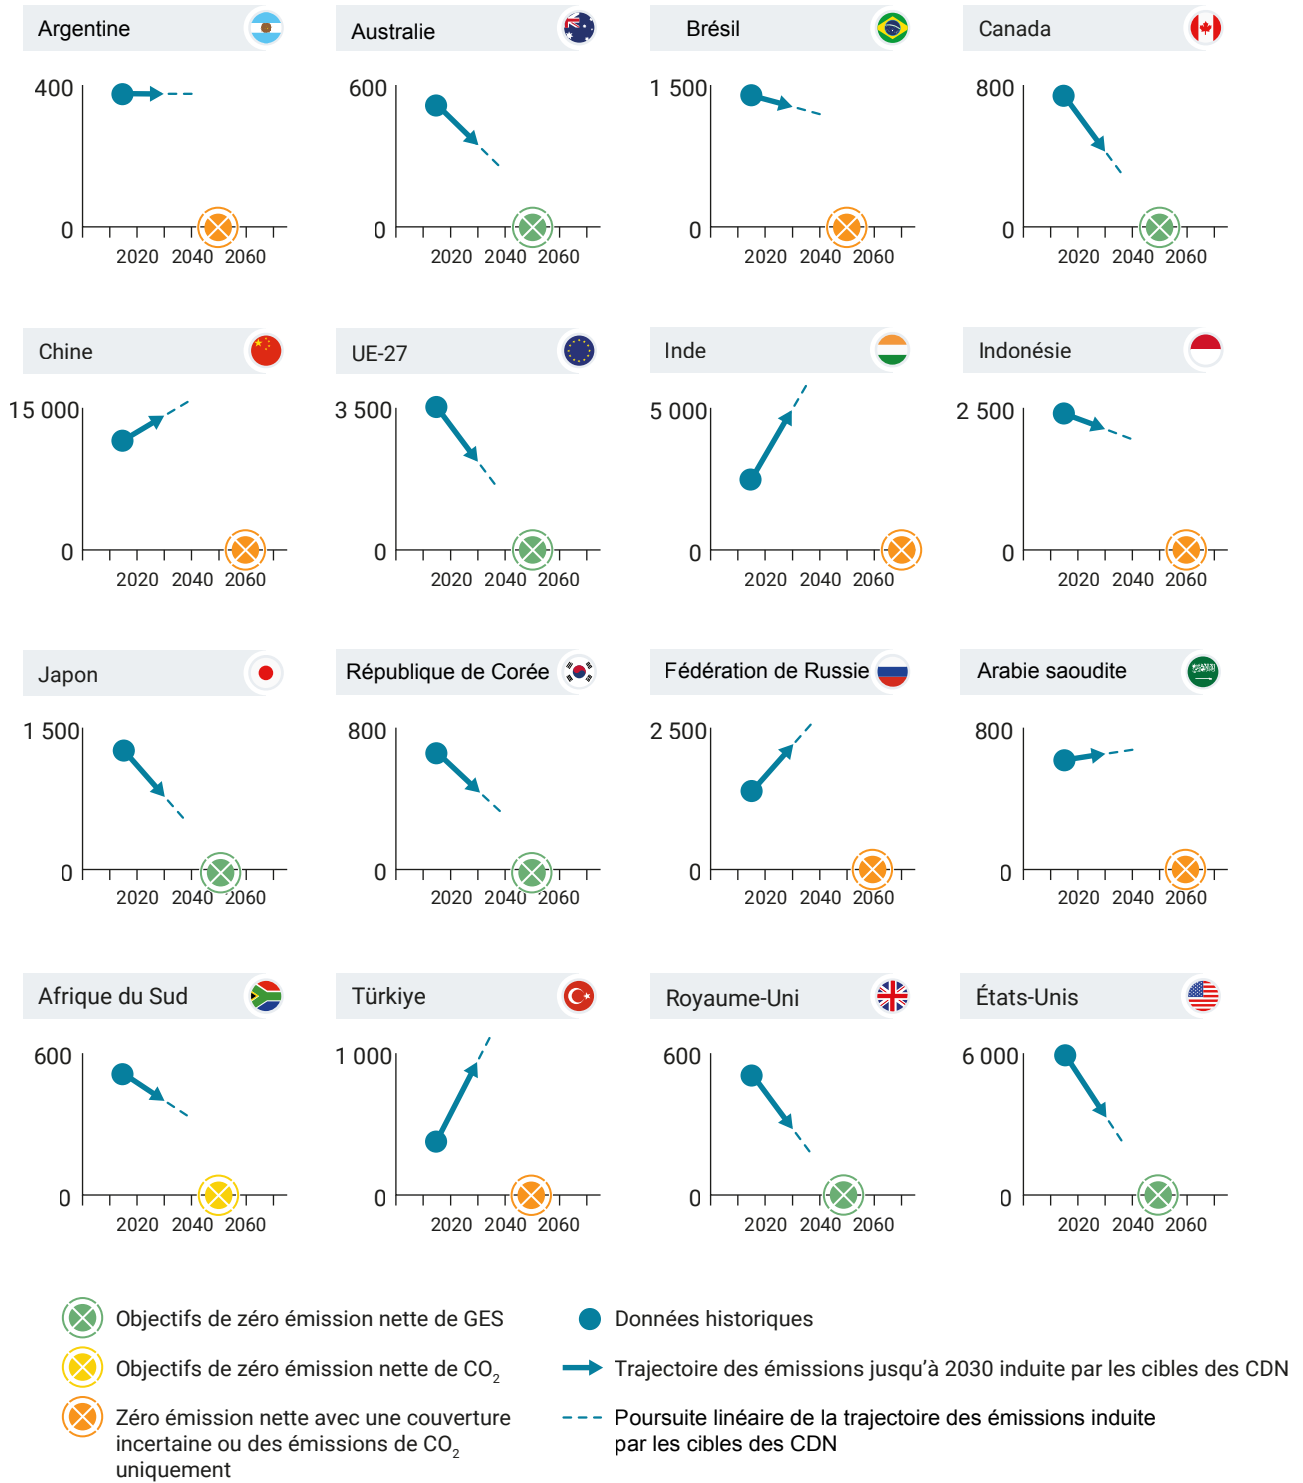 Argentine
Australie
Brésil
Canada
400
600
1 500
800
0
0
0
0
2020 2040 2060
2020 2040 2060
2020 2040 2060
2020 2040 2060
Chine
UE-27
Inde
Indonésie
15 000
3 500
5 000
2 500
0
0
0
0
2020 2040 2060
2020 2040 2060
2020 2040 2060
2020 2040 2060
Japon
République de Corée
Fédération de Russie
Arabie saoudite
1 500
800
2 500
800
0
0
0
0
2020 2040 2060
2020 2040 2060
2020 2040 2060
2020 2040 2060
Afrique du Sud
Türkiye
Royaume-Uni
États-Unis
600
1 000
600
6 000
0
0
0
0
2020 2040 2060
2020 2040 2060
2020 2040 2060
2020 2040 2060
Objectifs de zéro émission nette de GES
Objectifs de zéro émission nette de CO₂
Zéro émission nette avec une couverture
incertaine ou des émissions de CO₂
uniquement
Données historiques
Trajectoire des émissions jusqu'à 2030 induite par les cibles des CDN
Poursuite linéaire de la trajectoire des émissions induite
par les cibles des CDN